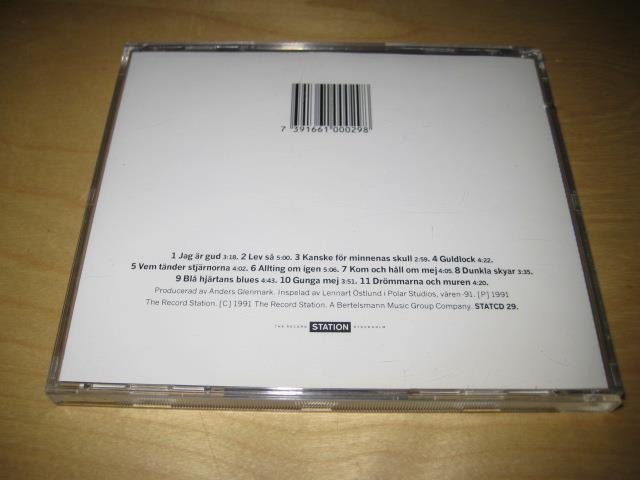 7 391661 000298
1 Jag är gud 3:18. 2 Lev så 5:00. 3 Kanske för minnenas skull 2:59. 4 Guldlock 4:22.
5 Vem tänder stjärnorna 4:02. 6 Allting om igen 5:06. 7 Kom och håll om mej 4:05. 8 Dunkla skyar 3:35.
9 Blå hjärtans blues 4:43. 10 Gunga mej 3:51. 11 Drömmarna och muren 4:20.
Producerad av Anders Glenmark. Inspelad av Lennart Östlund i Polar Studios, våren -91. [P] 1991
The Record Station. [C] 1991 The Record Station. A Bertelsmann Music Group Company. STATCD 29.
THE RECORD STATION STOCKHOLM